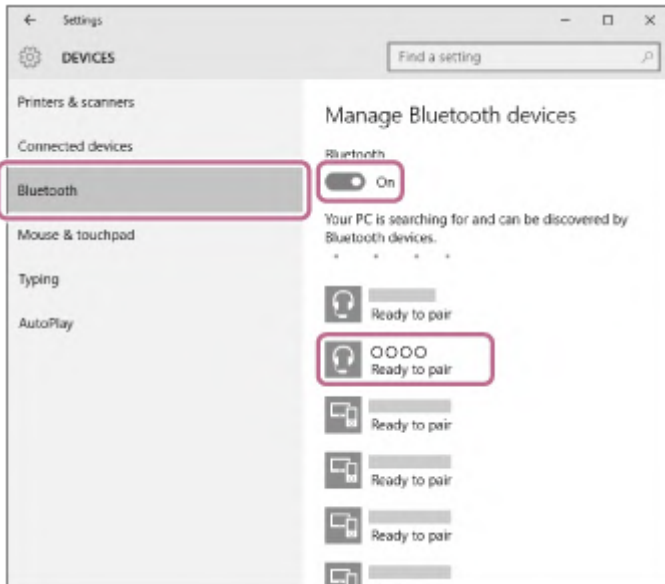 Settings
DEVICES
Find a setting
Printers & scanners
Connected devices
Bluetooth
Mouse & touchpad
Typing
AutoPlay
Manage Bluetooth devices
Bluetooth
On
Your PC is searching for and can be discovered by
Bluetooth devices.
Ready to pair
OOOO
Ready to pair
Ready to pair
Ready to pair
Ready to pair